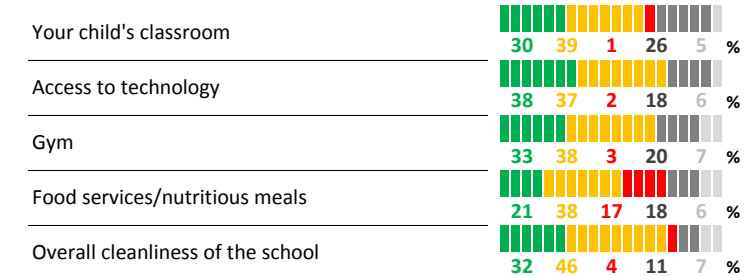 Your child's classroom
30 39 1 26 5 %
Access to technology
38 37 2 18 6 %
Gym
33 38 3 20 7 %
Food services/nutritious meals
21 38 17 18 6 %
Overall cleanliness of the school
32 46 4 11 7 %